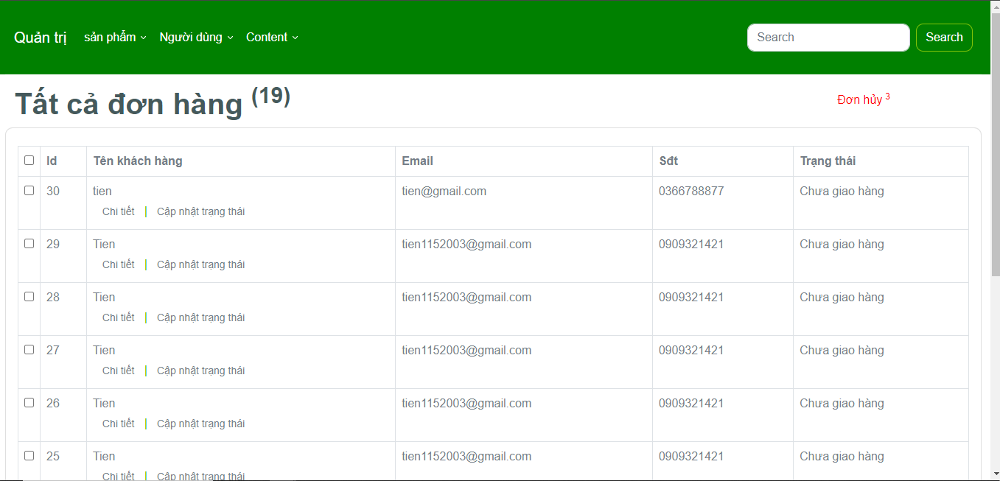 Quản trị sản phẩm Người dùng Content Search Search
Tất cả đơn hàng (19)
Đơn hủy 3
Id Tên khách hàng Email Sđt Trạng thái
30 tien tien@gmail.com 0366788877 Chưa giao hàng
Chi tiết | Cập nhật trạng thái
29 Tien tien1152003@gmail.com 0909321421 Chưa giao hàng
Chi tiết | Cập nhật trạng thái
28 Tien tien1152003@gmail.com 0909321421 Chưa giao hàng
Chi tiết | Cập nhật trạng thái
27 Tien tien1152003@gmail.com 0909321421 Chưa giao hàng
Chi tiết | Cập nhật trạng thái
26 Tien tien1152003@gmail.com 0909321421 Chưa giao hàng
Chi tiết | Cập nhật trạng thái
25 Tien tien1152003@gmail.com 0909321421 Chưa giao hàng
Chi tiết | Cập nhật trạng thái